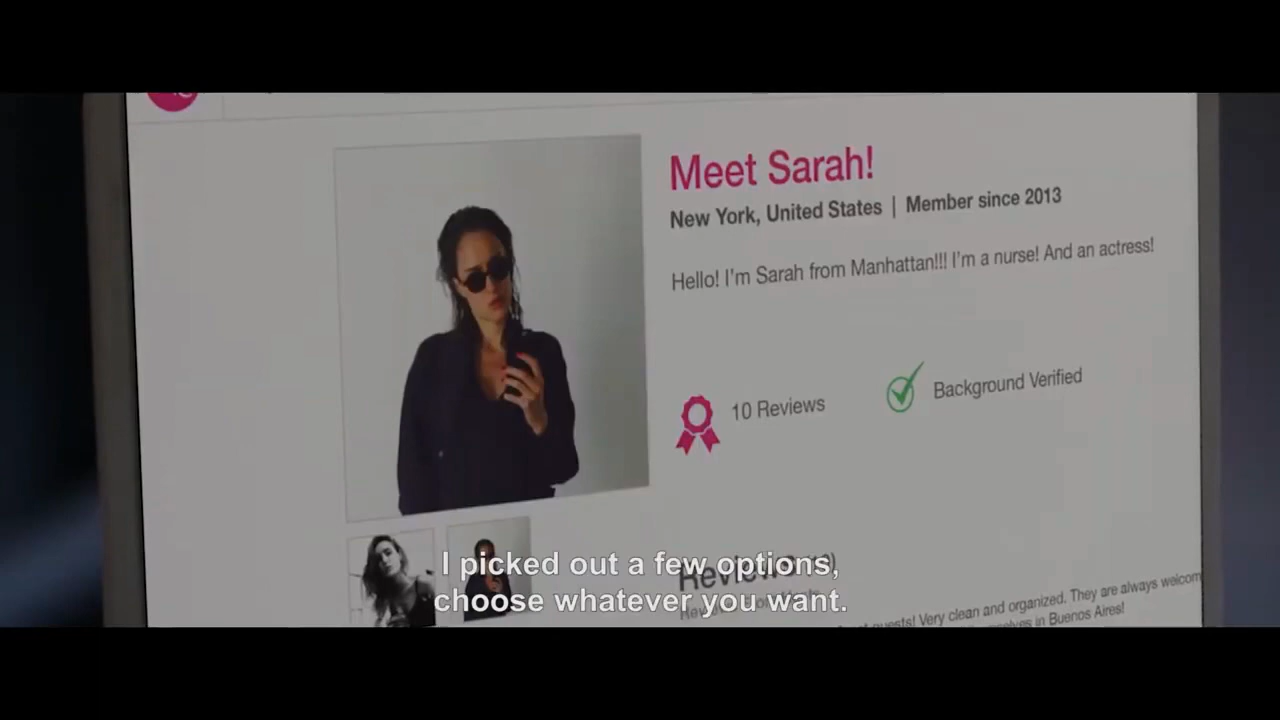 Meet Sarah!
New York, United States | Member since 2013
Hello! I'm Sarah from Manhattan!!! I'm a nurse! And an actress!
10 Reviews
Background Verified
Reviews
guests! Very clean and organized. They are always welcom
in Buenos Aires!
I picked out a few options,
choose whatever you want.